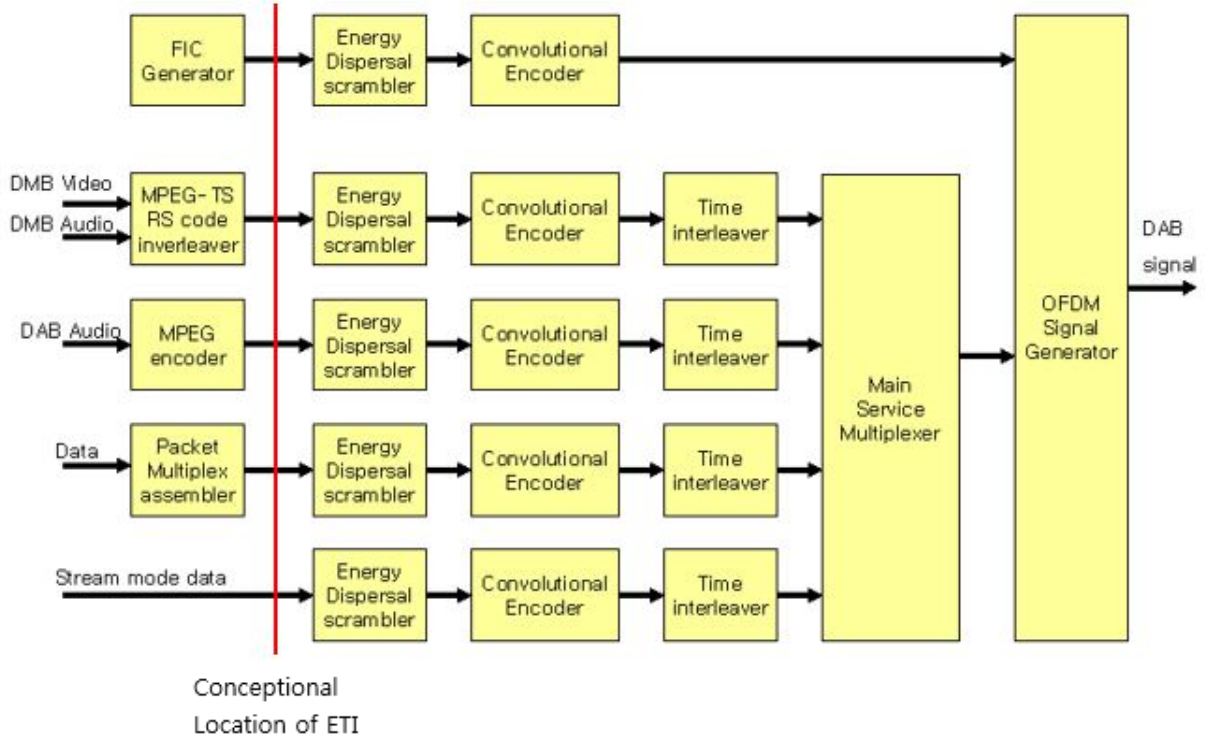 FIC
Generator
Energy
Dispersal
scrambler
Convolutional
Encoder
DMB Video
DMB Audio
MPEG-TS
RS code
inverleaver
Energy
Dispersal
scrambler
Convolutional
Encoder
Time
interleaver
DAB Audio
MPEG
encoder
Energy
Dispersal
scrambler
Convolutional
Encoder
Time
interleaver
Data
Packet
Multiplex
assembler
Energy
Dispersal
scrambler
Convolutional
Encoder
Time
interleaver
Stream mode data
Energy
Dispersal
scrambler
Convolutional
Encoder
Time
interleaver
Main
Service
Multiplexer
OFDM
Signal
Generator
DAB
signal
Conceptional
Location of ETI